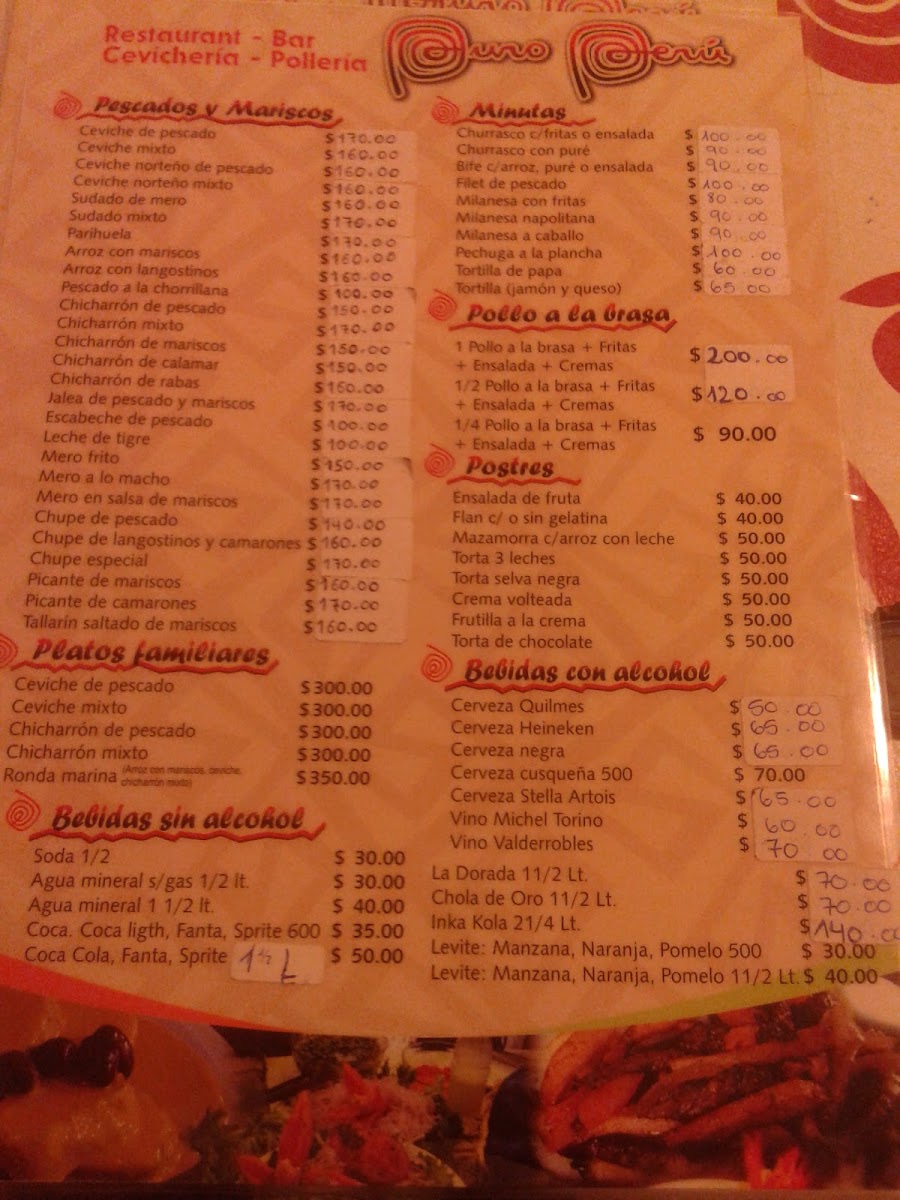 Restaurant - Bar
Cevichería - Pollería
Puro Perú
Pescados y Mariscos
Ceviche de pescado $170.00
Ceviche mixto $160.00
Ceviche norteño de pescado $160.00
Ceviche norteño mixto $160.00
Sudado de mero $160.00
Sudado mixto $170.00
Parihuela $170.00
Arroz con mariscos $160.00
Arroz con langostinos $160.00
Pescado a la chorrillana $100.00
Chicharrón de pescado $150.00
Chicharrón mixto $170.00
Chicharrón de mariscos $150.00
Chicharrón de calamar $150.00
Chicharrón de rabas $160.00
Jalea de pescado y mariscos $170.00
Escabeche de pescado $100.00
Leche de tigre $100.00
Mero frito $150.00
Mero a lo macho $170.00
Mero en salsa de mariscos $170.00
Chupe de pescado $140.00
Chupe de langostinos y camarones $160.00
Chupe especial $170.00
Picante de mariscos $160.00
Picante de camarones $170.00
Tallarín saltado de mariscos $160.00
Platos familiares
Ceviche de pescado $300.00
Ceviche mixto $300.00
Chicharrón de pescado $300.00
Chicharrón mixto $300.00
Ronda marina (Arroz con mariscos, ceviche, chicharrón mixto) $350.00
Bebidas sin alcohol
Soda 1/2 $ 30.00
Agua mineral s/gas 1/2 lt. $ 30.00
Agua mineral 1 1/2 lt. $ 40.00
Coca. Coca ligth, Fanta, Sprite 600 $ 35.00
Coca Cola, Fanta, Sprite 1 1/2 L $ 50.00
Minutas
Churrasco c/fritas o ensalada $ 100.00
Churrasco con puré $ 90.00
Bife c/arroz, puré o ensalada $ 90.00
Filet de pescado $ 100.00
Milanesa con fritas $ 80.00
Milanesa napolitana $ 90.00
Milanesa a caballo $ 90.00
Pechuga a la plancha $ 100.00
Tortilla de papa $ 60.00
Tortilla (jamón y queso) $ 65 00
Pollo a la brasa
1 Pollo a la brasa + Fritas
+ Ensalada + Cremas $ 200.00
1/2 Pollo a la brasa + Fritas
+ Ensalada + Cremas $ 120.00
1/4 Pollo a la brasa + Fritas
+ Ensalada + Cremas $ 90.00
Postres
Ensalada de fruta $ 40.00
Flan c/ o sin gelatina $ 40.00
Mazamorra c/arroz con leche $ 50.00
Torta 3 leches $ 50.00
Torta selva negra $ 50.00
Crema volteada $ 50.00
Frutilla a la crema $ 50.00
Torta de chocolate $ 50.00
Bebidas con alcohol
Cerveza Quilmes $ 50.00
Cerveza Heineken $ 65.00
Cerveza negra $ 65.00
Cerveza cusqueña 500 $ 70.00
Cerveza Stella Artois $ 65.00
Vino Michel Torino $ 60.00
Vino Valderrobles $ 70 00
La Dorada 11/2 Lt. $ 70.00
Chola de Oro 11/2 Lt. $ 70.00
Inka Kola 21/4 Lt. $ 140.00
Levite: Manzana, Naranja, Pomelo 500 $ 30.00
Levite: Manzana, Naranja, Pomelo 11/2 Lt. $ 40.00